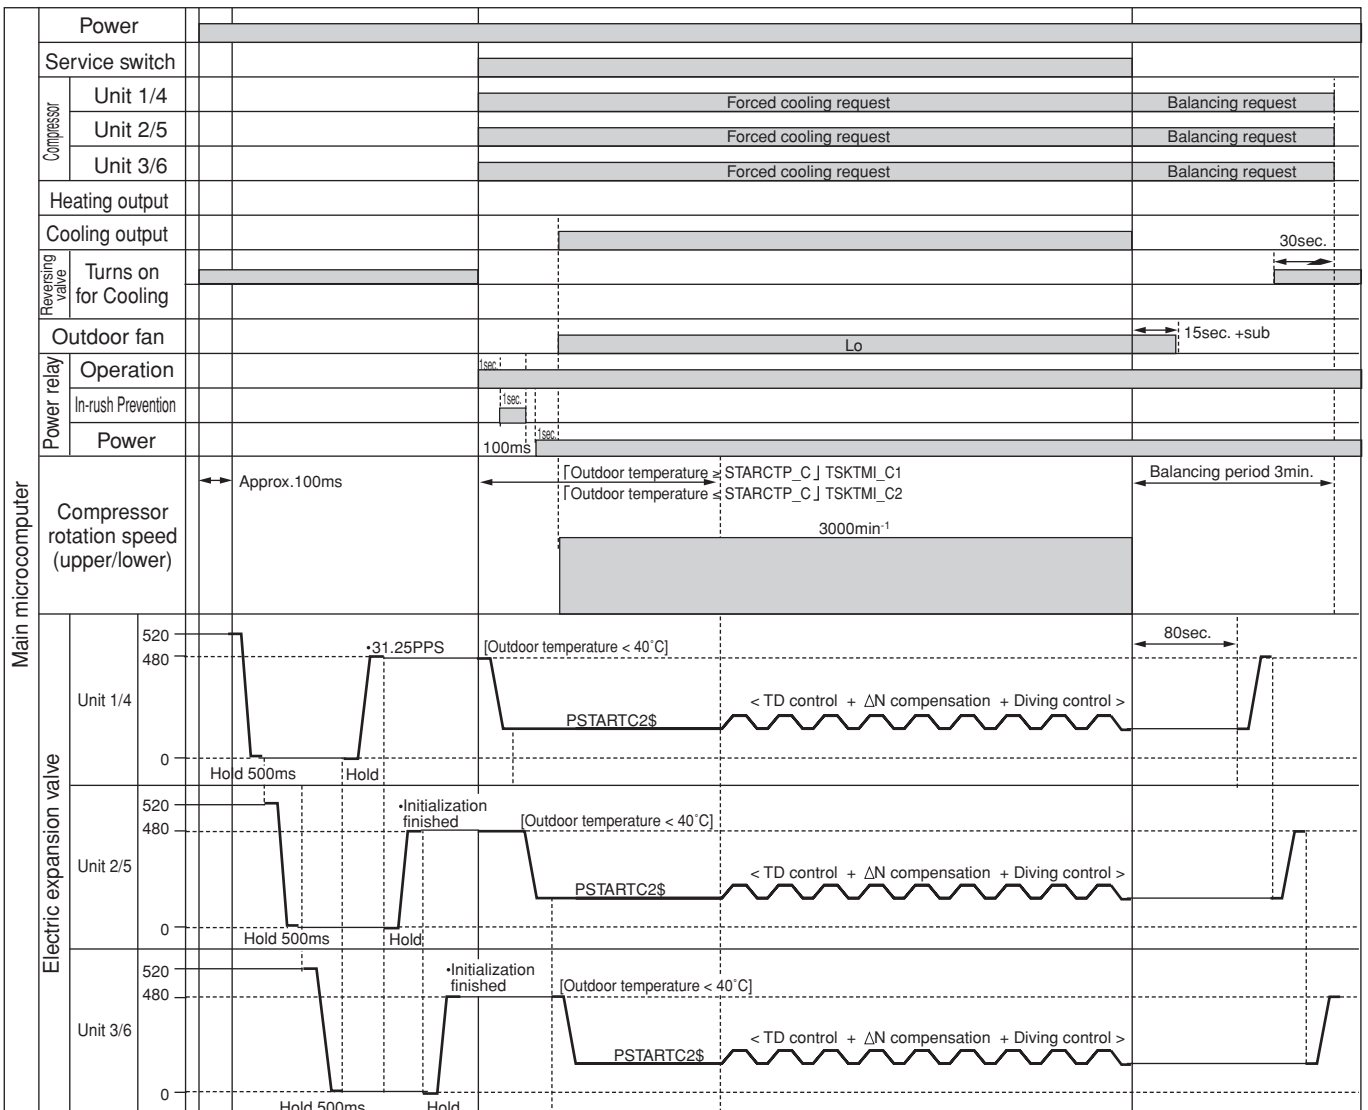 Power
Service switch
Compressor
Unit 1/4
Forced cooling request
Balancing request
Unit 2/5
Forced cooling request
Balancing request
Unit 3/6
Forced cooling request
Balancing request
Heating output
Cooling output
30sec.
Reversing valve
Turns on
for Cooling
Outdoor fan
Lo
15sec. +sub
Power relay
Operation
1sec.
In-rush Prevention
1sec.
Power
100ms
1sec.
Main microcomputer
Compressor
rotation speed
(upper/lower)
Approx.100ms
「Outdoor temperature ≥ STARCTP_C」TSKTMI_C1
「Outdoor temperature ≤ STARCTP_C」TSKTMI_C2
Balancing period 3min.
3000min-1
Electric expansion valve
Unit 1/4
520
480
0
•31.25PPS
[Outdoor temperature < 40˚C]
80sec.
< TD control + ΔN compensation + Diving control >
PSTARTC2$
Hold 500ms
Hold
Unit 2/5
520
480
0
•Initialization
finished
[Outdoor temperature < 40˚C]
< TD control + ΔN compensation + Diving control >
PSTARTC2$
Hold 500ms
Hold
Unit 3/6
520
480
0
•Initialization
finished
[Outdoor temperature < 40˚C]
< TD control + ΔN compensation + Diving control >
PSTARTC2$
Hold 500ms
Hold